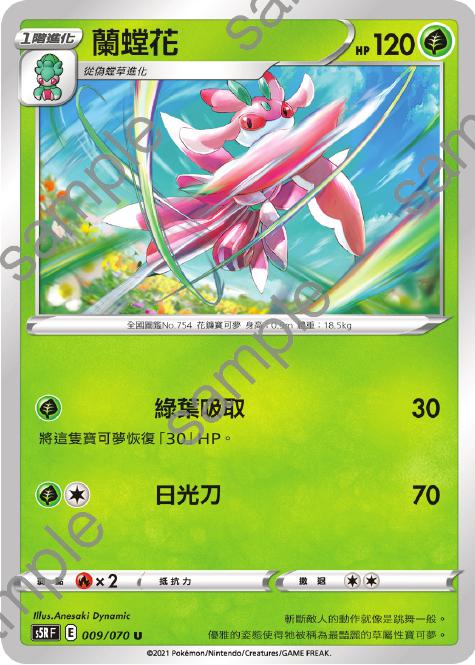 1階進化
蘭螳花
HP 120
從偽螳草進化
全國圖鑑No.754 花鐮寶可夢 身高：0.9m 體重：18.5kg
綠葉吸取 30
將這隻寶可夢恢復「30」HP。
日光刀 70
弱點 ×2 抵抗力 撤退
Illus.Anesaki Dynamic
s5R F E 009/070 U
斬斷敵人的動作就像是跳舞一般。
優雅的姿態使得牠被稱為最豔麗的草屬性寶可夢。
©2021 Pokémon/Nintendo/Creatures/GAME FREAK.
sample
sample
sample
sample
sample
sample
sample